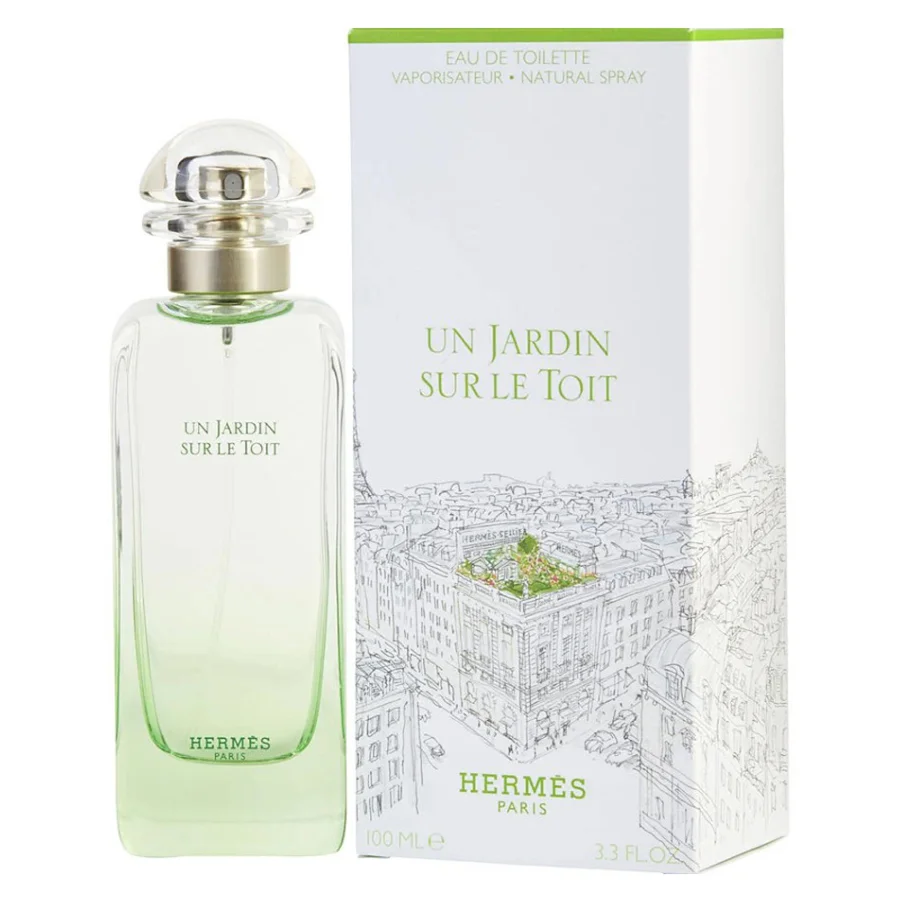 UN JARDIN
SUR LE TOIT
HERMÈS
PARIS
EAU DE TOILETTE
VAPORISATEUR • NATURAL SPRAY
UN JARDIN
SUR LE TOIT
HERMÈS
HERMÈS
PARIS
100 ML ℮
3.3 FL.OZ